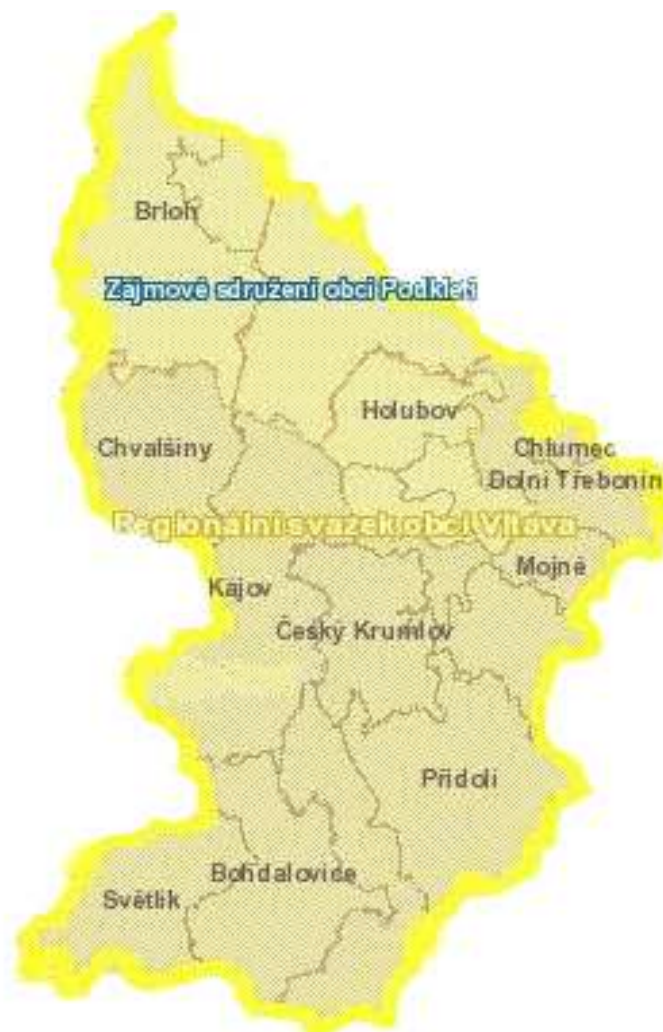 Brloh
Zájmové sdružení obcí Podkletí
Holubov
Chvalšiny
Chlumec
Dolní Třebonín
Regionální svazek obcí Vltava
Mojné
Kájov
Český Krumlov
Přídolí
Bohdalovice
Světlík